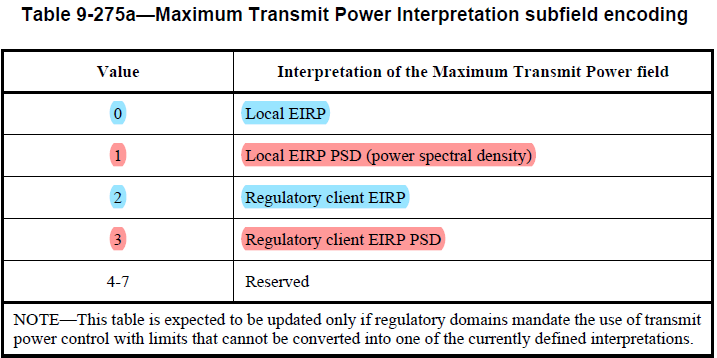 Table 9-275a—Maximum Transmit Power Interpretation subfield encoding
Value Interpretation of the Maximum Transmit Power field
0 Local EIRP
1 Local EIRP PSD (power spectral density)
2 Regulatory client EIRP
3 Regulatory client EIRP PSD
4-7 Reserved
NOTE—This table is expected to be updated only if regulatory domains mandate the use of transmit
power control with limits that cannot be converted into one of the currently defined interpretations.